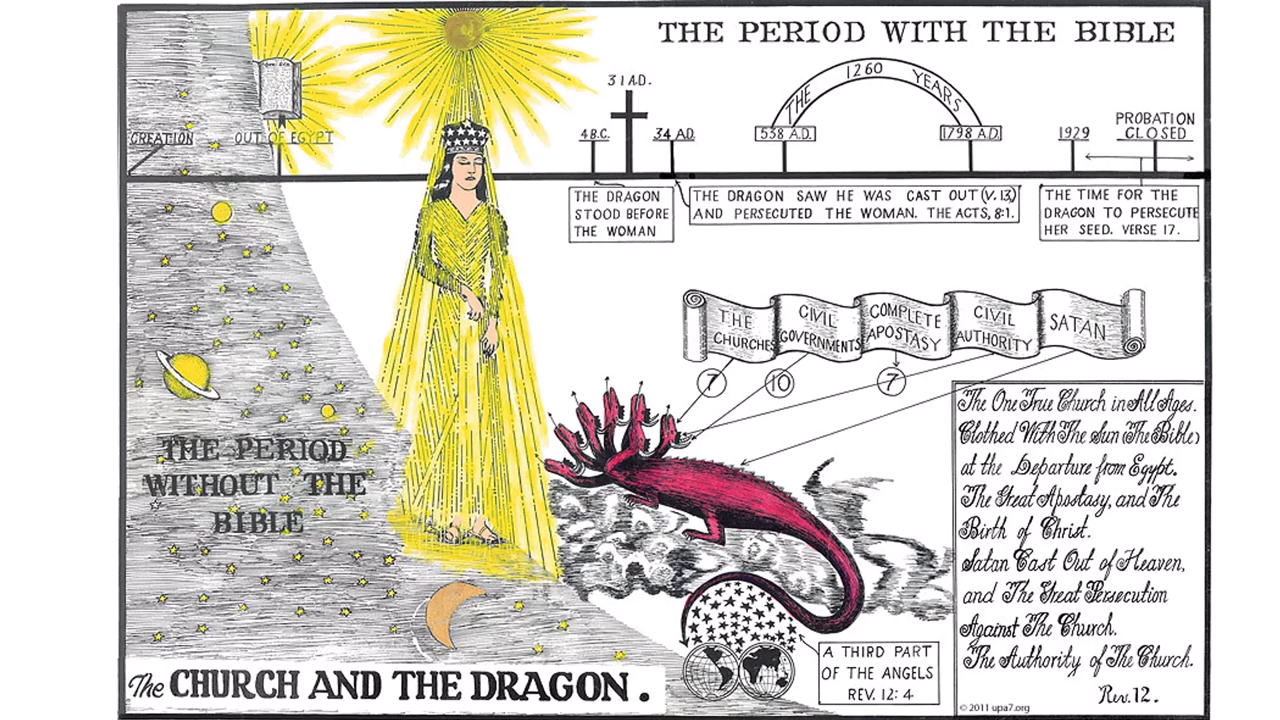 THE PERIOD WITH THE BIBLE
CREATION
OUT OF EGYPT
4 B.C.
31 A.D.
34 AD.
538 A.D.
THE 1260 YEARS
1798 A.D.
1929
PROBATION
CLOSED
THE DRAGON
STOOD BEFORE
THE WOMAN
THE DRAGON SAW HE WAS CAST OUT (V. 13,)
AND PERSECUTED THE WOMAN. THE ACTS, 8:1.
THE TIME FOR THE
DRAGON TO PERSECUTE
HER SEED. VERSE 17.
THE
CHURCHES
CIVIL
GOVERNMENTS
COMPLETE
APOSTASY
CIVIL
AUTHORITY
SATAN
7
10
7
THE PERIOD
WITHOUT THE
BIBLE
The One True Church in All Ages.
Clothed With The Sun (The Bible)
at the Departure from Egypt.
The Great Apostasy, and The
Birth of Christ.
Satan Cast Out of Heaven,
and The Great Persecution
Against The Church.
The Authority of The Church.
Rev. 12.
A THIRD PART
OF THE ANGELS
REV. 12: 4
The CHURCH AND THE DRAGON.
© 2011 upa7.org